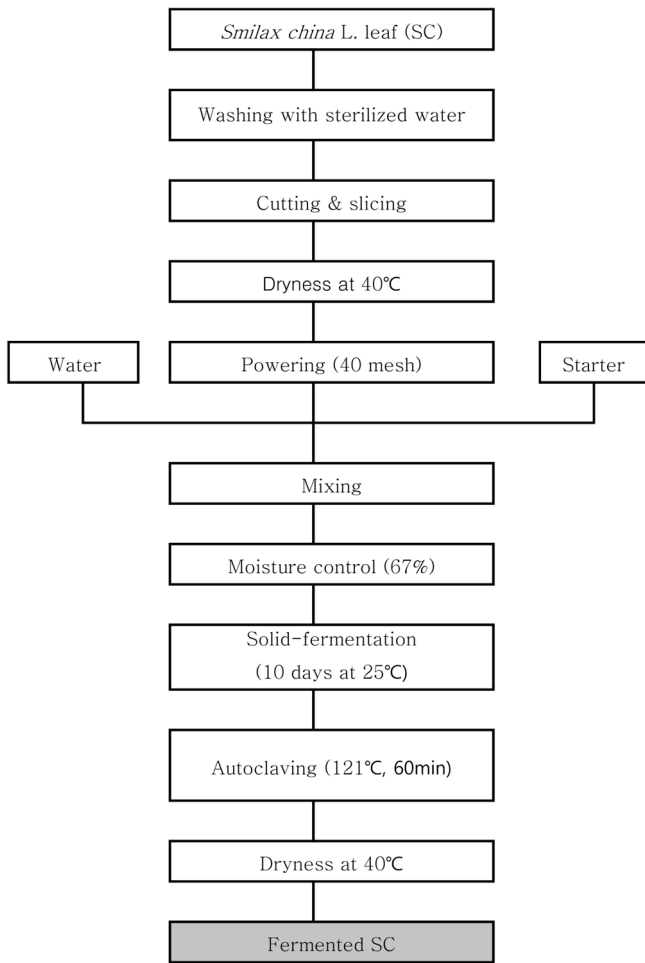 Smilax china L. leaf (SC)
Washing with sterilized water
Cutting & slicing
Dryness at 40℃
Water
Powering (40 mesh)
Starter
Mixing
Moisture control (67%)
Solid-fermentation
(10 days at 25℃)
Autoclaving (121℃, 60min)
Dryness at 40℃
Fermented SC